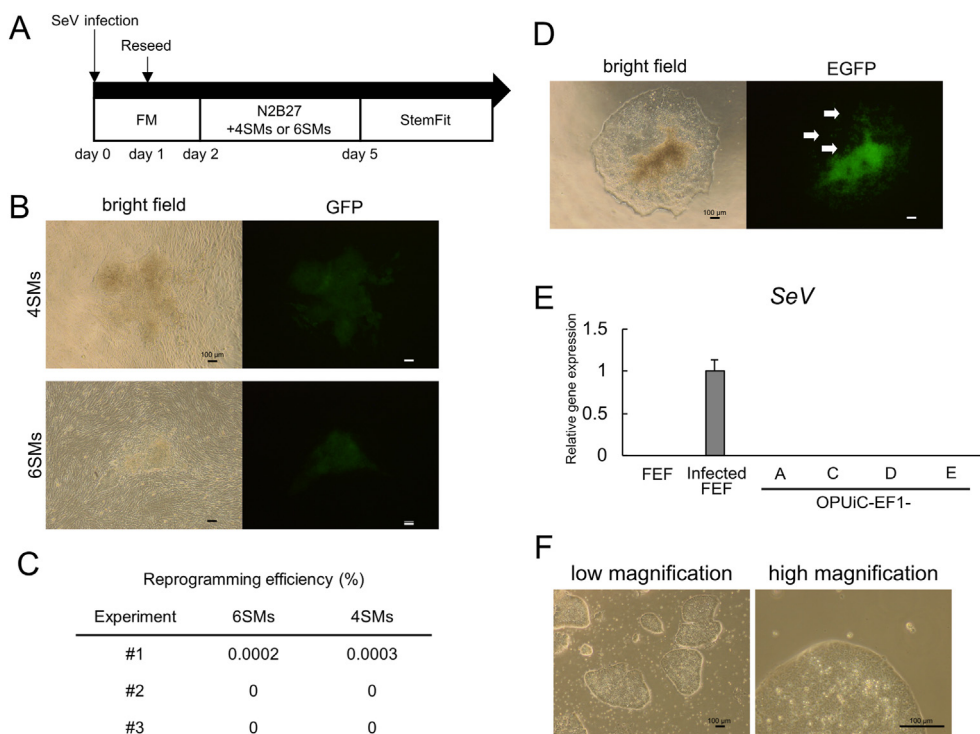 A
SeV infection
Reseed
FM
N2B27
+4SMs or 6SMs
StemFit
day 0
day 1
day 2
day 5
B
bright field
GFP
4SMs
100 μm
6SMs
C
Reprogramming efficiency (%)
Experiment 6SMs 4SMs
#1 0.0002 0.0003
#2 0 0
#3 0 0
D
bright field
EGFP
100 μm
E
SeV
Relative gene expression
1.5
1
0.5
0
FEF
Infected
FEF
A
C
D
E
OPUiC-EF1-
F
low magnification
high magnification
100 μm
100 μm